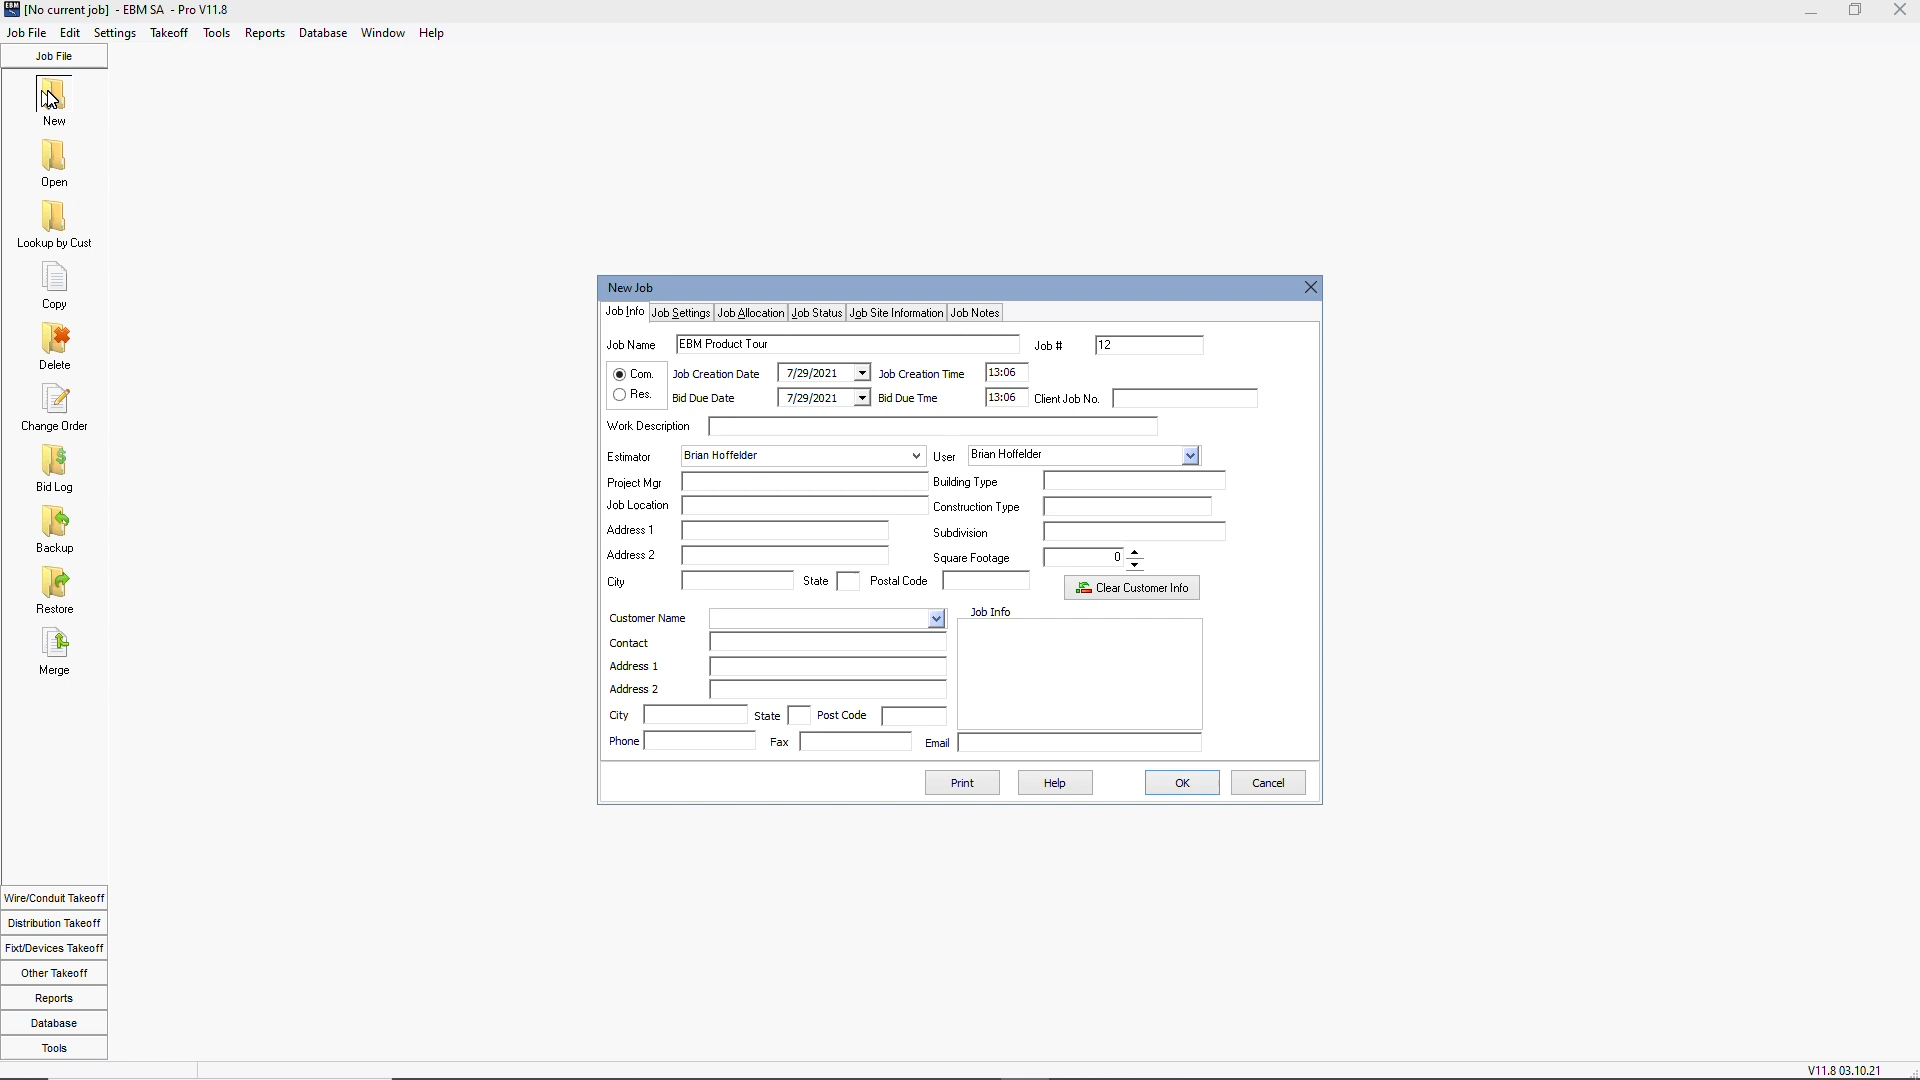 EBM [No current job] - EBM SA - Pro V11.8
Job File Edit Settings Takeoff Tools Reports Database Window Help
Job File
New
Open
Lookup by Cust
Copy
Delete
Change Order
Bid Log
Backup
Restore
Merge
Wire/Conduit Takeoff
Distribution Takeoff
Fixt/Devices Takeoff
Other Takeoff
Reports
Database
Tools
New Job
Job Info Job Settings Job Allocation Job Status Job Site Information Job Notes
Job Name EBM Product Tour Job # 12
Com. Job Creation Date 7/29/2021 Job Creation Time 13:06
Res. Bid Due Date 7/29/2021 Bid Due Tme 13:06 Client Job No.
Work Description
Estimator Brian Hoffelder User Brian Hoffelder
Project Mgr Building Type
Job Location Construction Type
Address 1 Subdivision
Address 2 Square Footage 0
City State Postal Code Clear Customer Info
Customer Name Job Info
Contact
Address 1
Address 2
City State Post Code
Phone Fax Email
Print Help OK Cancel
V11.8 03.10.21